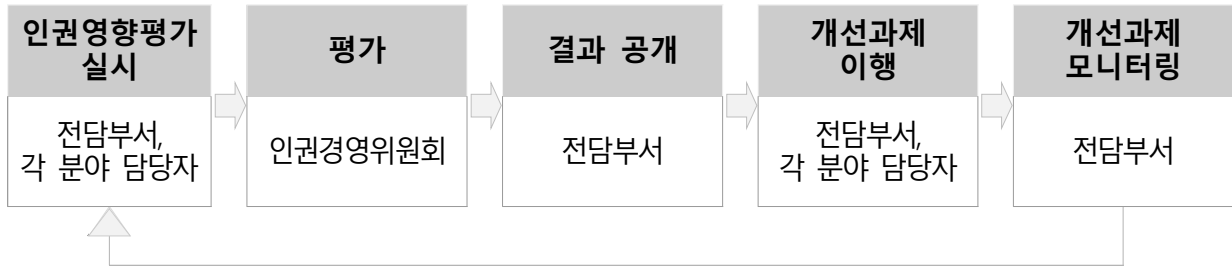 인권영향평가
실시
평가
결과 공개
개선과제
이행
개선과제
모니터링
전담부서,
각 분야 담당자
인권경영위원회
전담부서
전담부서,
각 분야 담당자
전담부서